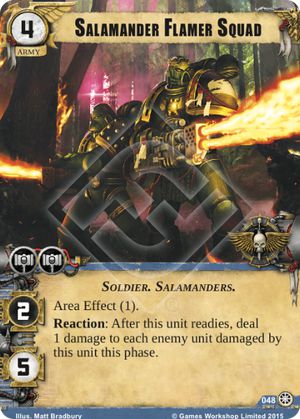 4
ARMY
Salamander Flamer Squad
Soldier. Salamanders.
2
Area Effect (1).
Reaction: After this unit readies, deal
1 damage to each enemy unit damaged by
this unit this phase.
5
048
Illus. Matt Bradbury
© Games Workshop Limited 2015